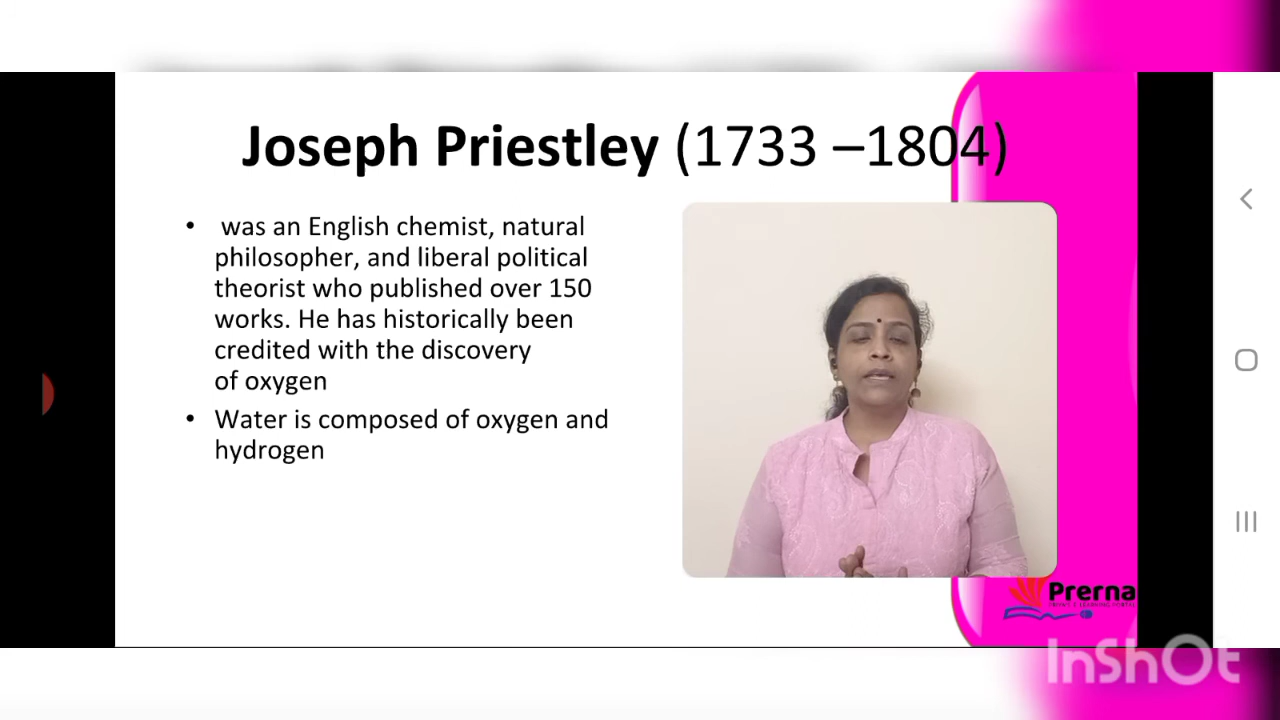 Joseph Priestley (1733 –1804)
• was an English chemist, natural
philosopher, and liberal political
theorist who published over 150
works. He has historically been
credited with the discovery
of oxygen
• Water is composed of oxygen and
hydrogen
Prerna
InShOt